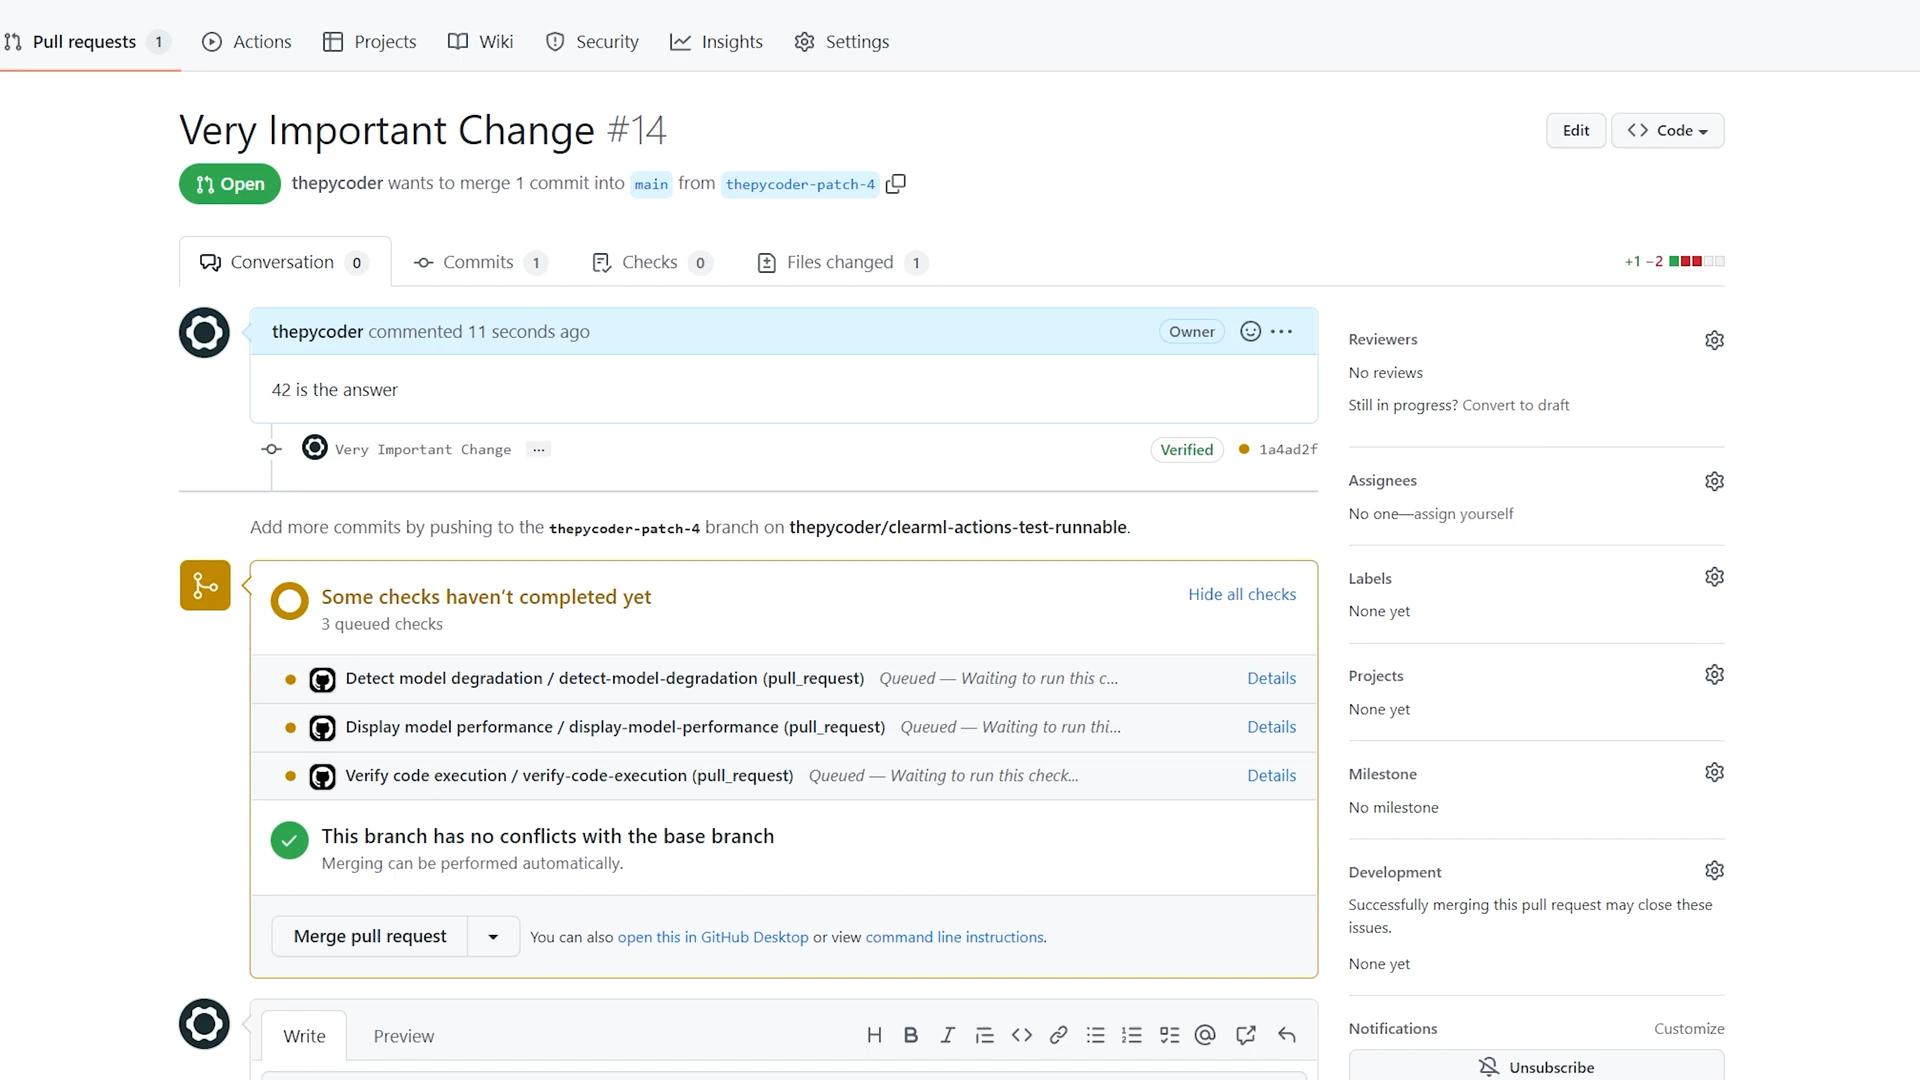 Pull requests 1 Actions Projects Wiki Security Insights Settings
Very Important Change #14
Edit
Code
Open
thepycoder wants to merge 1 commit into main from thepycoder-patch-4
Conversation 0 Commits 1 Checks 0 Files changed 1
+1 −2
thepycoder commented 11 seconds ago
Owner
42 is the answer
Very Important Change ...
Verified
1a4ad2f
Add more commits by pushing to the thepycoder-patch-4 branch on thepycoder/clearml-actions-test-runnable.
Some checks haven’t completed yet
Hide all checks
3 queued checks
Detect model degradation / detect-model-degradation (pull_request) Queued — Waiting to run this c... Details
Display model performance / display-model-performance (pull_request) Queued — Waiting to run thi... Details
Verify code execution / verify-code-execution (pull_request) Queued — Waiting to run this check... Details
This branch has no conflicts with the base branch
Merging can be performed automatically.
Merge pull request
You can also open this in GitHub Desktop or view command line instructions.
Write Preview
Reviewers
No reviews
Still in progress? Convert to draft
Assignees
No one—assign yourself
Labels
None yet
Projects
None yet
Milestone
No milestone
Development
Successfully merging this pull request may close these
issues.
None yet
Notifications
Customize
Unsubscribe